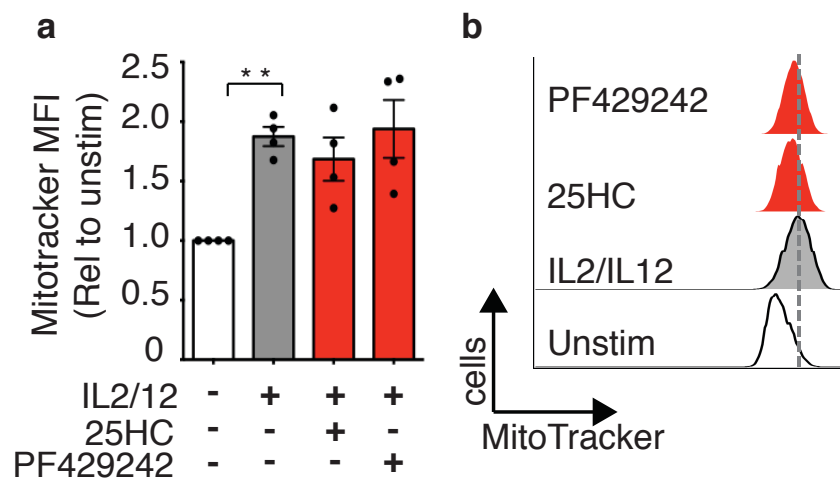 a
Mitotracker MFI
(Rel to unstim)
2.5
2.0
1.5
1.0
0.5
0
**
IL2/12 - + + +
25HC - - + -
PF429242 - - - +
b
PF429242
25HC
IL2/IL12
Unstim
cells
MitoTracker